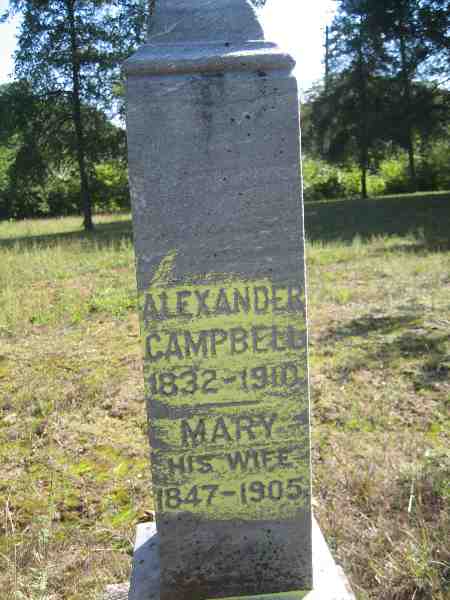 ALEXANDER
CAMPBELL
1832-1910
MARY
HIS WIFE
1847-1905